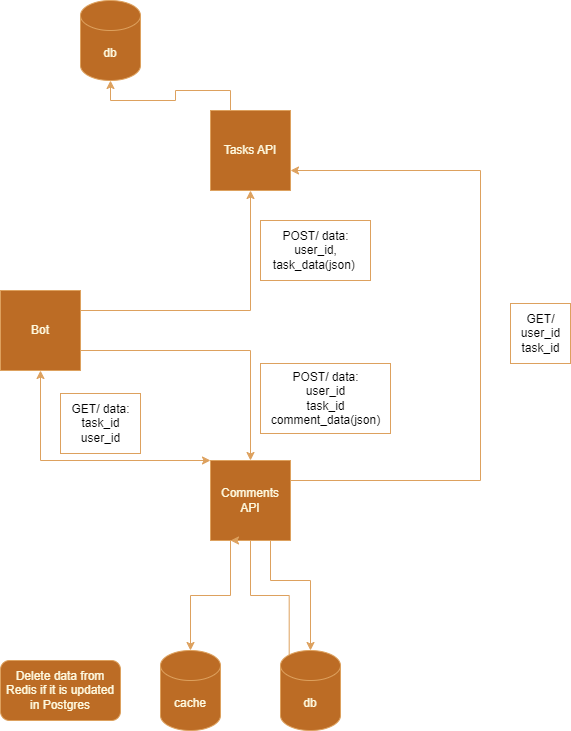 db
Tasks API
POST/ data:
user_id,
task_data(json)
Bot
GET/
user_id
task_id
POST/ data:
user_id
task_id
comment_data(json)
GET/ data:
task_id
user_id
Comments
API
Delete data from
Redis if it is updated
in Postgres
cache
db